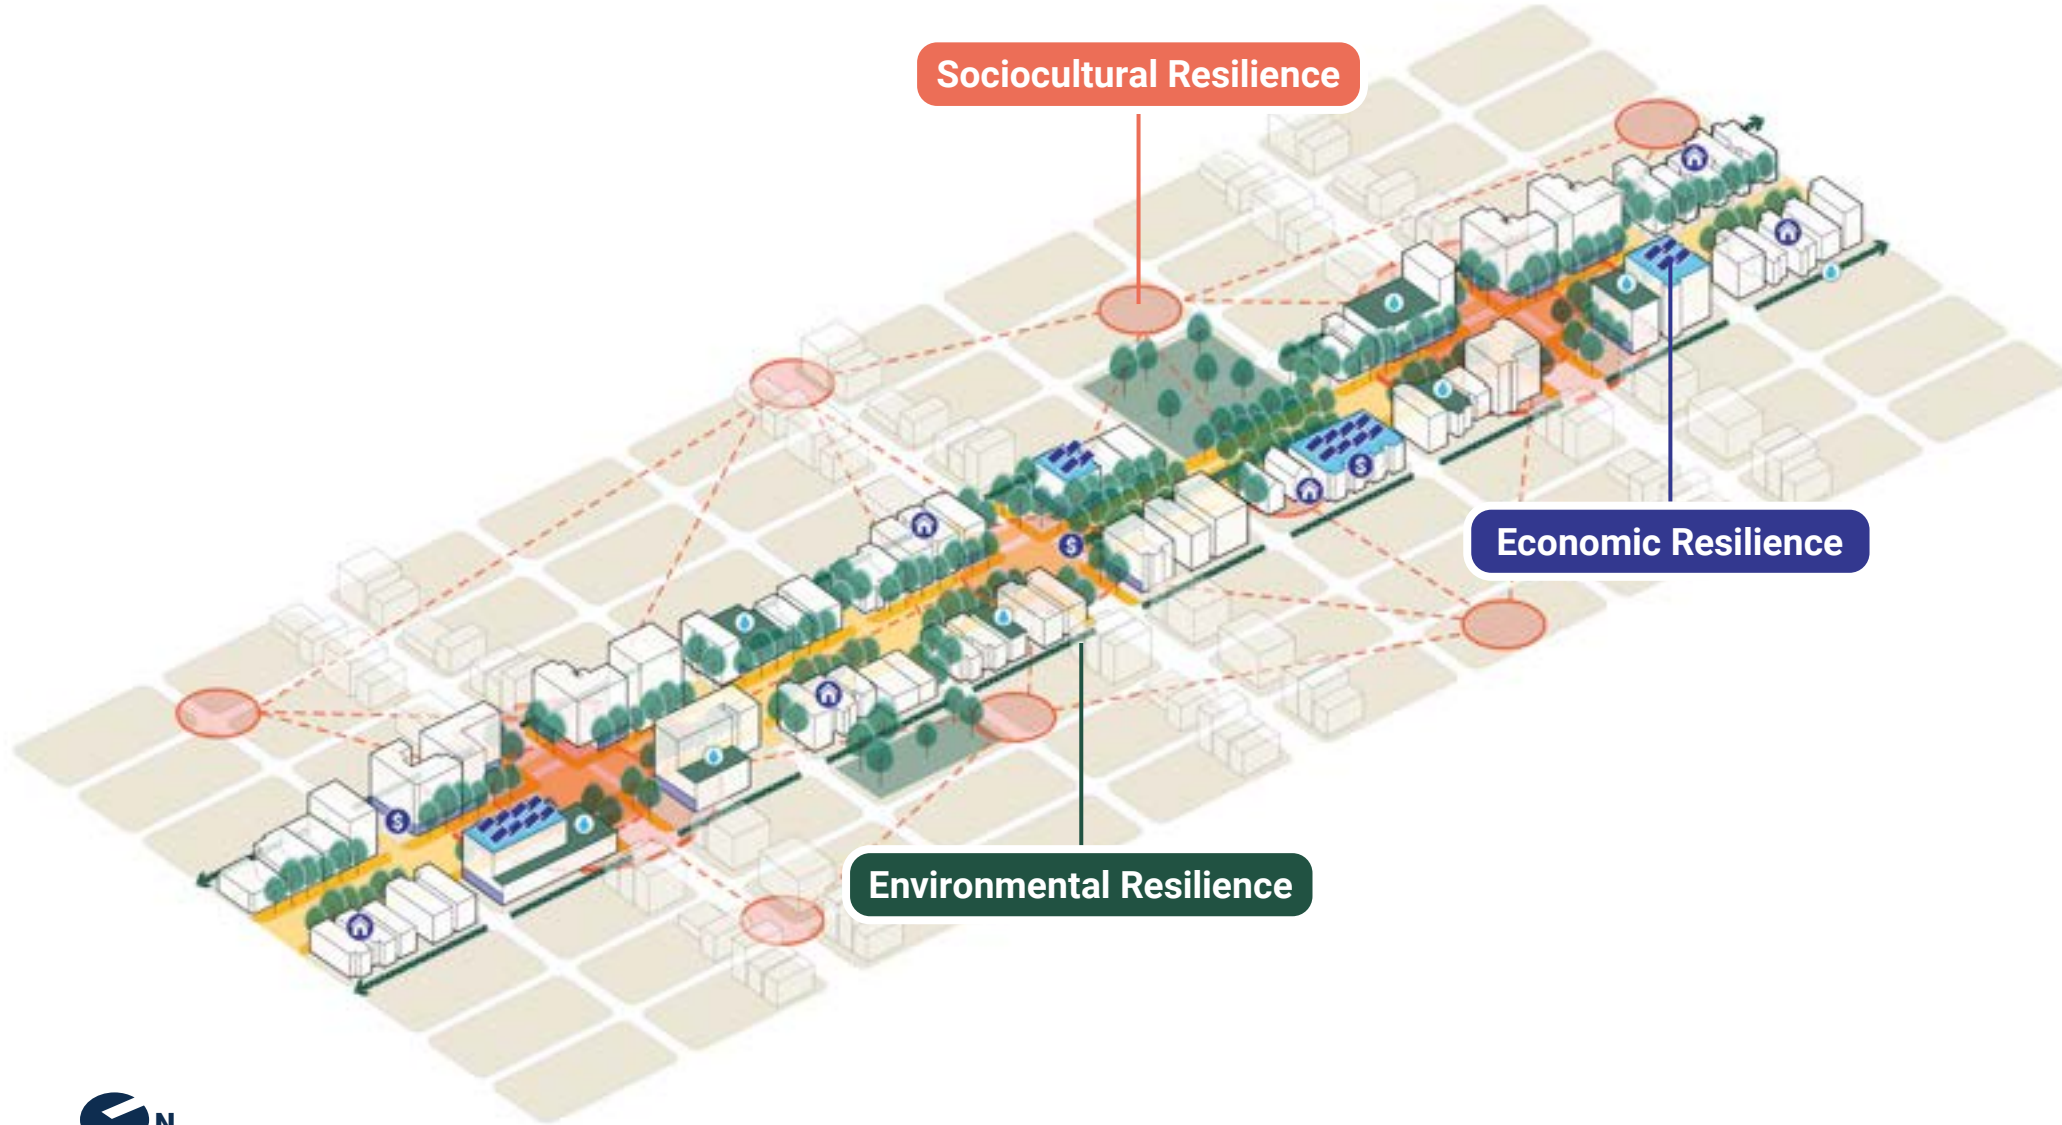 Sociocultural Resilience
$
Economic Resilience
$
$
Environmental Resilience
N